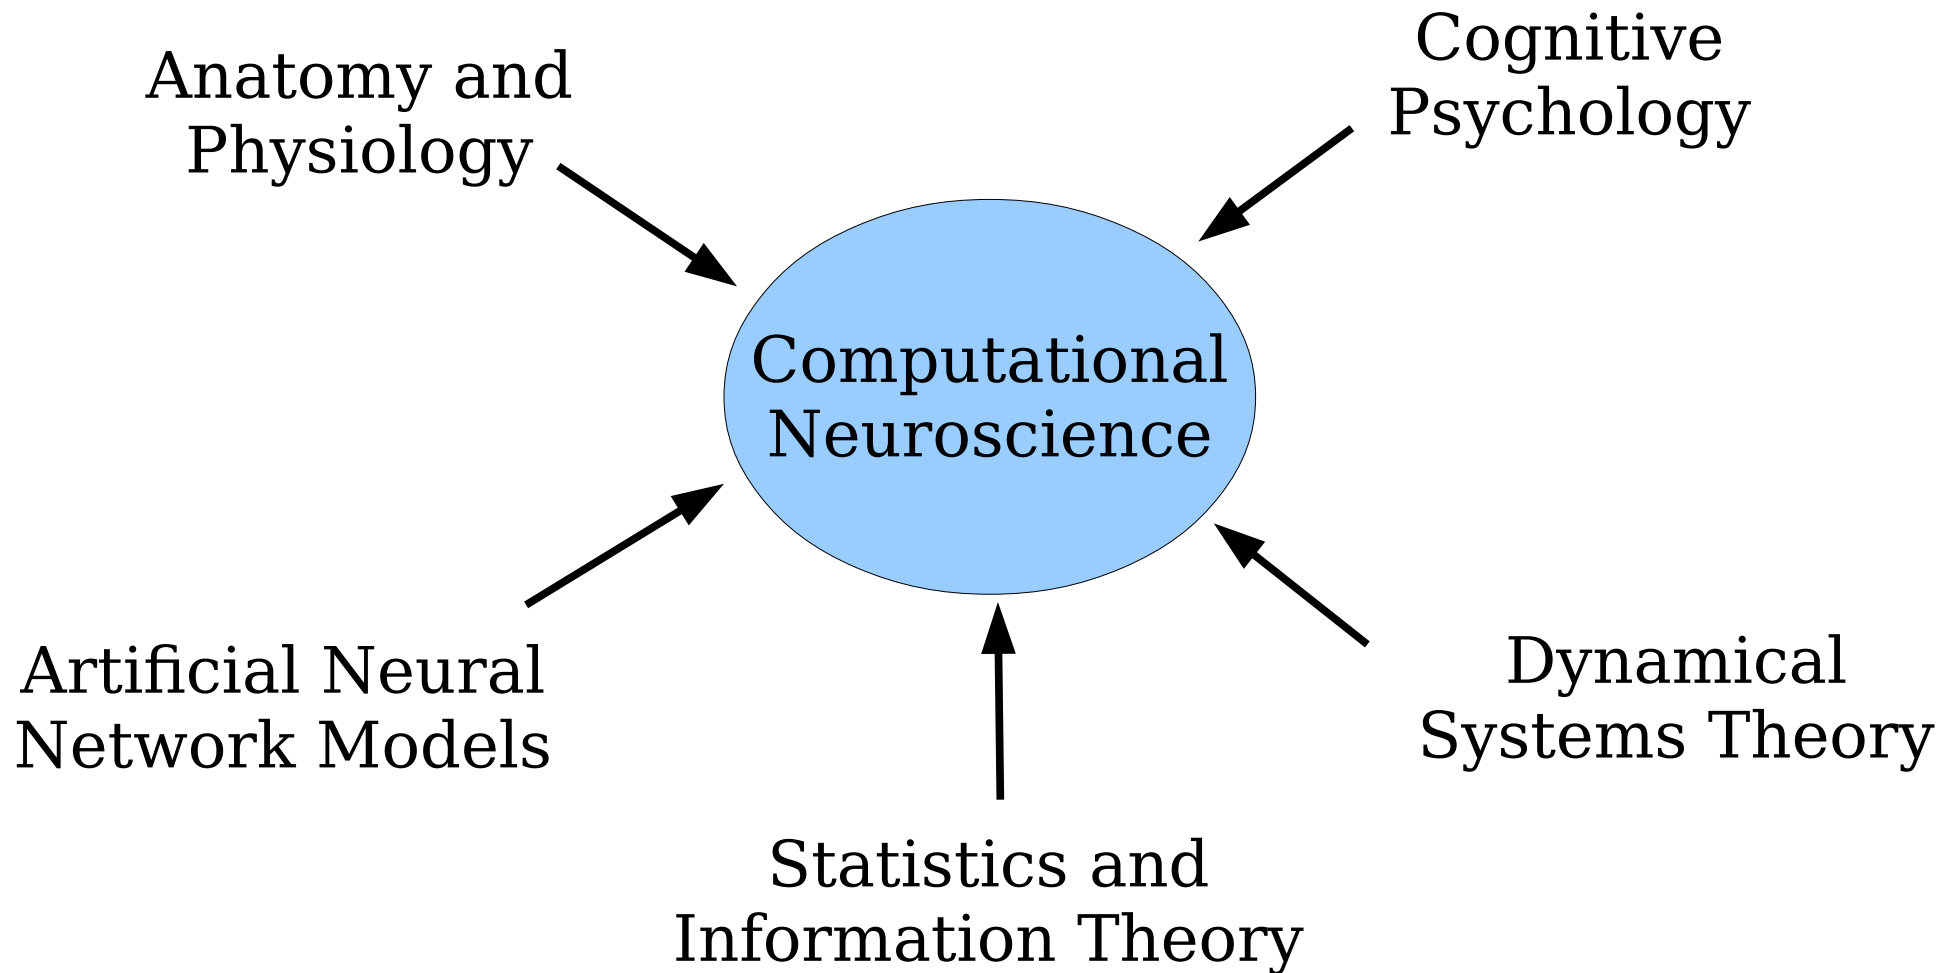 Anatomy and
Physiology
Cognitive
Psychology
Computational
Neuroscience
Artificial Neural
Network Models
Dynamical
Systems Theory
Statistics and
Information Theory